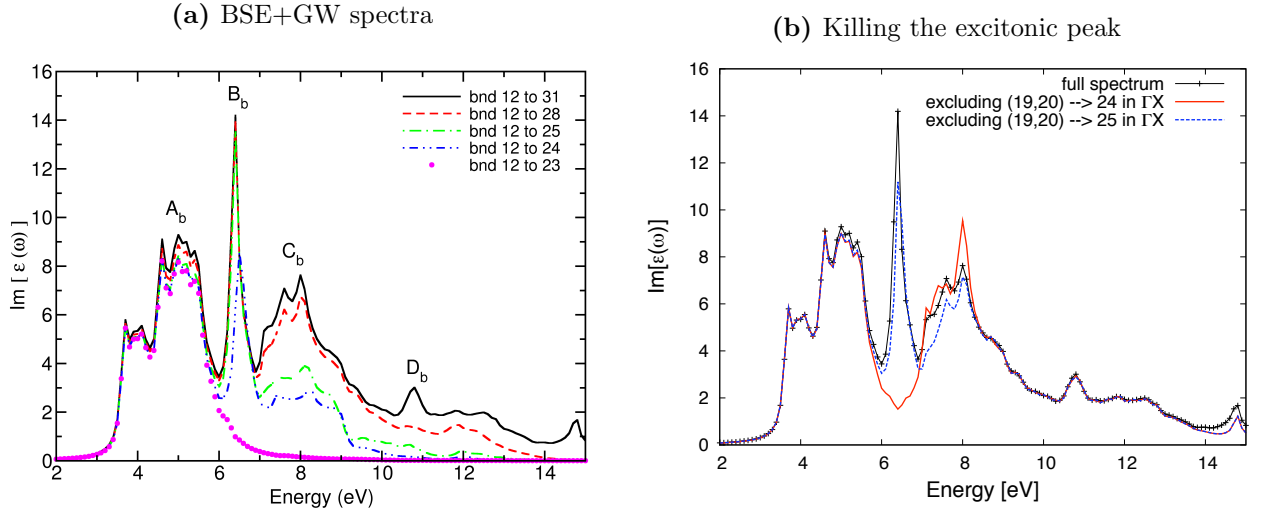 (a) BSE+GW spectra
16
14
12
10
8
6
4
2
0
2 4 6 8 10 12 14
Im [ ε (ω) ]
Energy (eV)
A_b
B_b
C_b
D_b
bnd 12 to 31
bnd 12 to 28
bnd 12 to 25
bnd 12 to 24
bnd 12 to 23
(b) Killing the excitonic peak
16
14
12
10
8
6
4
2
0
2 4 6 8 10 12 14
Im[ε(ω)]
Energy [eV]
full spectrum
excluding (19,20) --> 24 in ΓX
excluding (19,20) --> 25 in ΓX